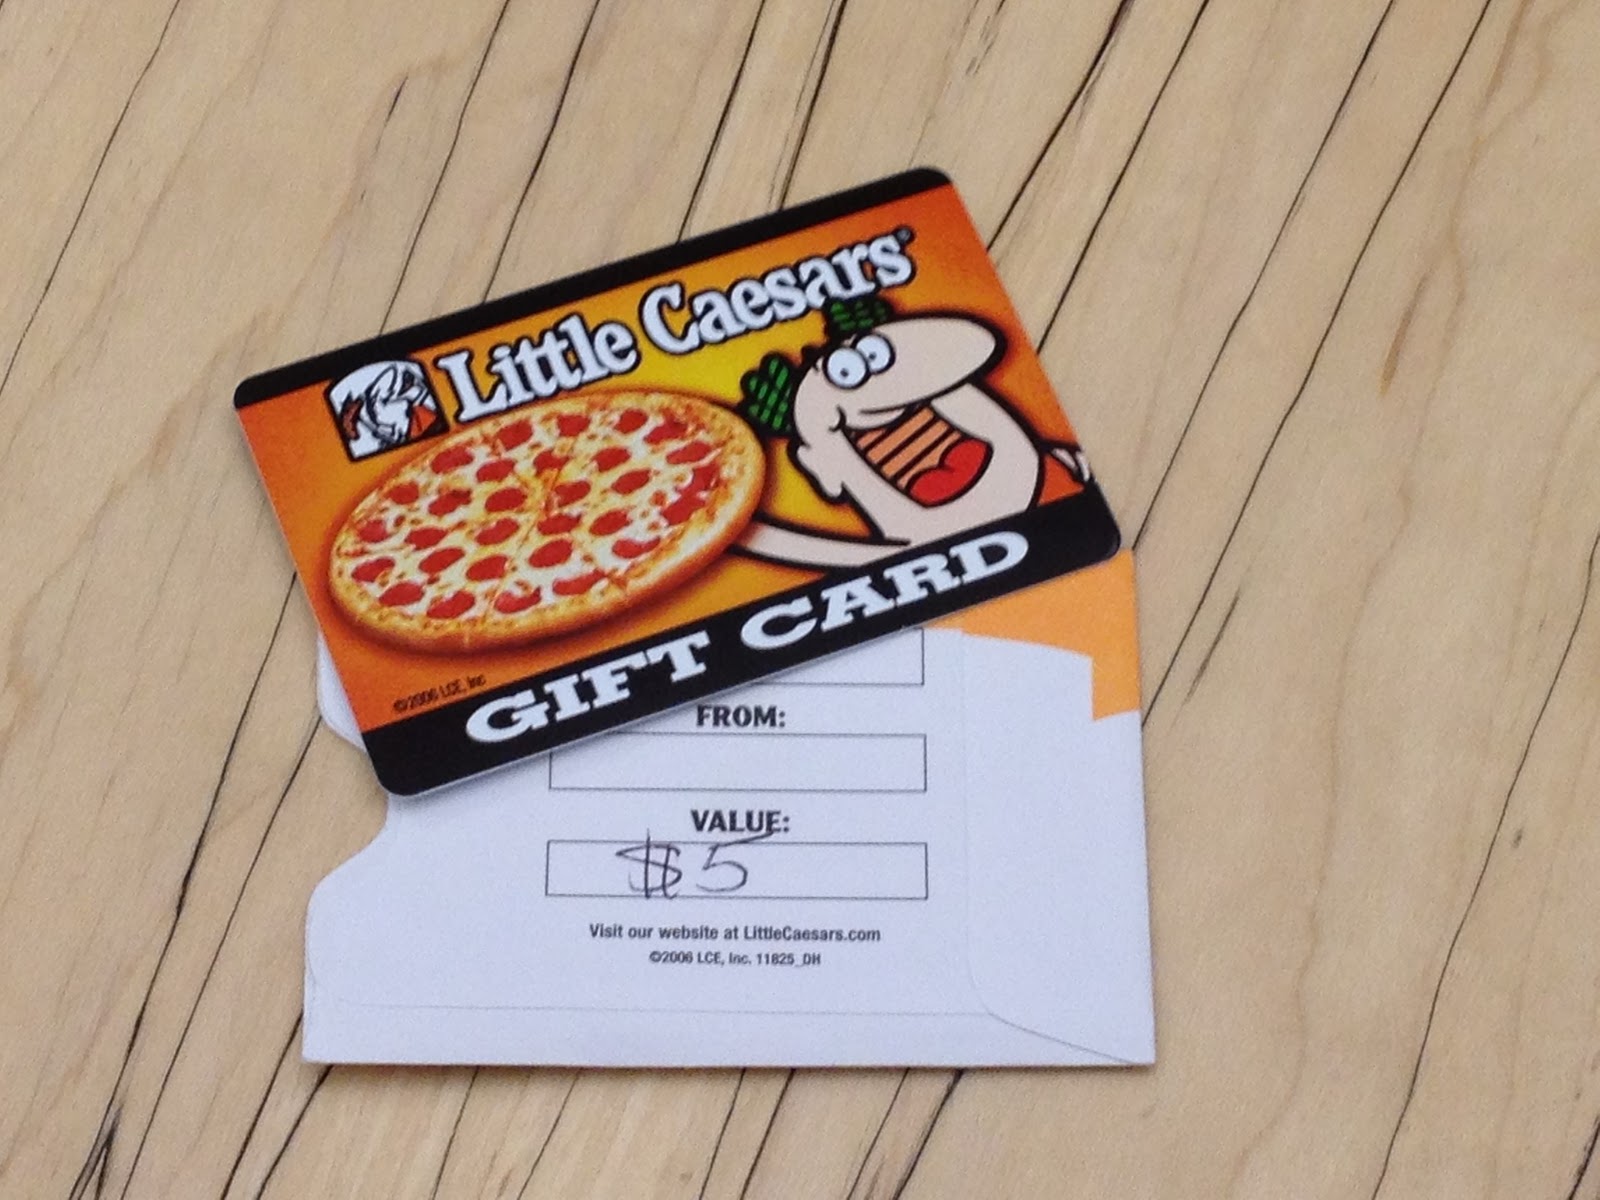 Little Caesars®
©2006 LCE, Inc
GIFT CARD
FROM:
VALUE:
$5
Visit our website at LittleCaesars.com
©2006 LCE, Inc. 11825_DH